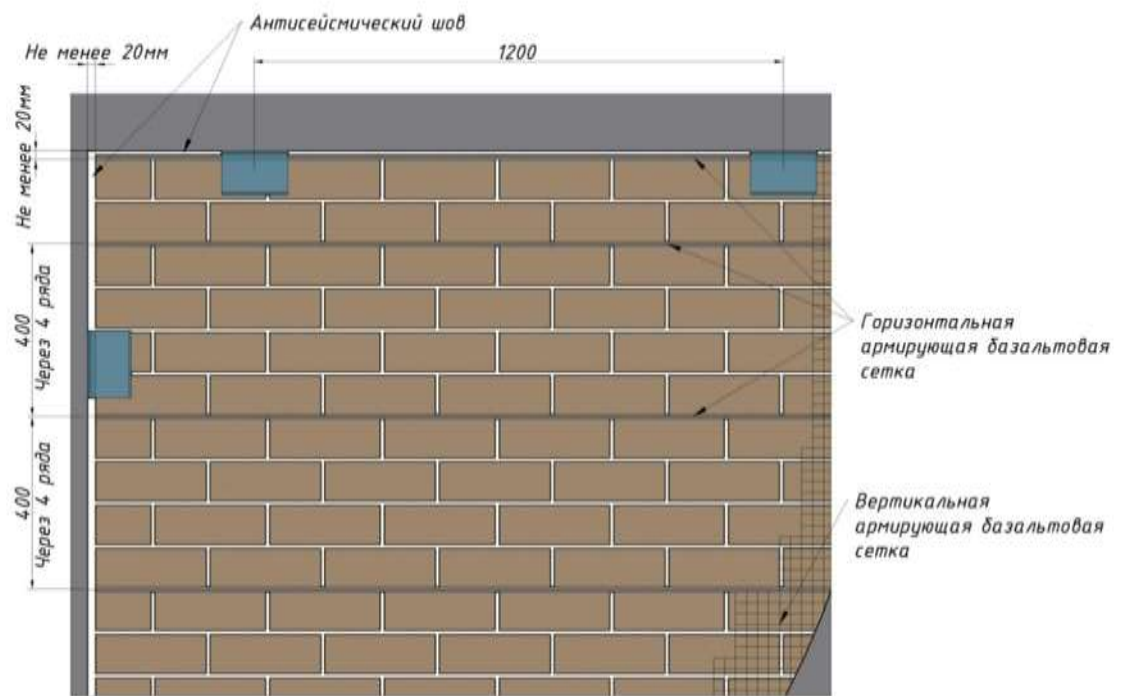 Антисейсмический шов
Не менее 20мм
1200
Не менее 20мм
400
Через 4 ряда
Горизонтальная
армирующая базальтовая
сетка
400
Через 4 ряда
Вертикальная
армирующая базальтовая
сетка